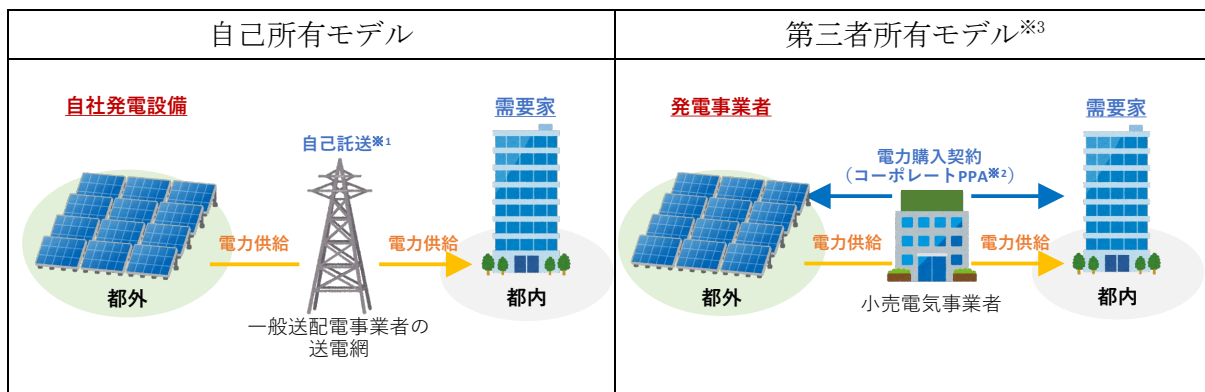 自己所有モデル
第三者所有モデル※3
自社発電設備
需要家
自己託送※1
電力供給
電力供給
都外
都内
一般送配電事業者の
送電網
発電事業者
需要家
電力購入契約
（コーポレートPPA※2）
電力供給
電力供給
都外
都内
小売電気事業者